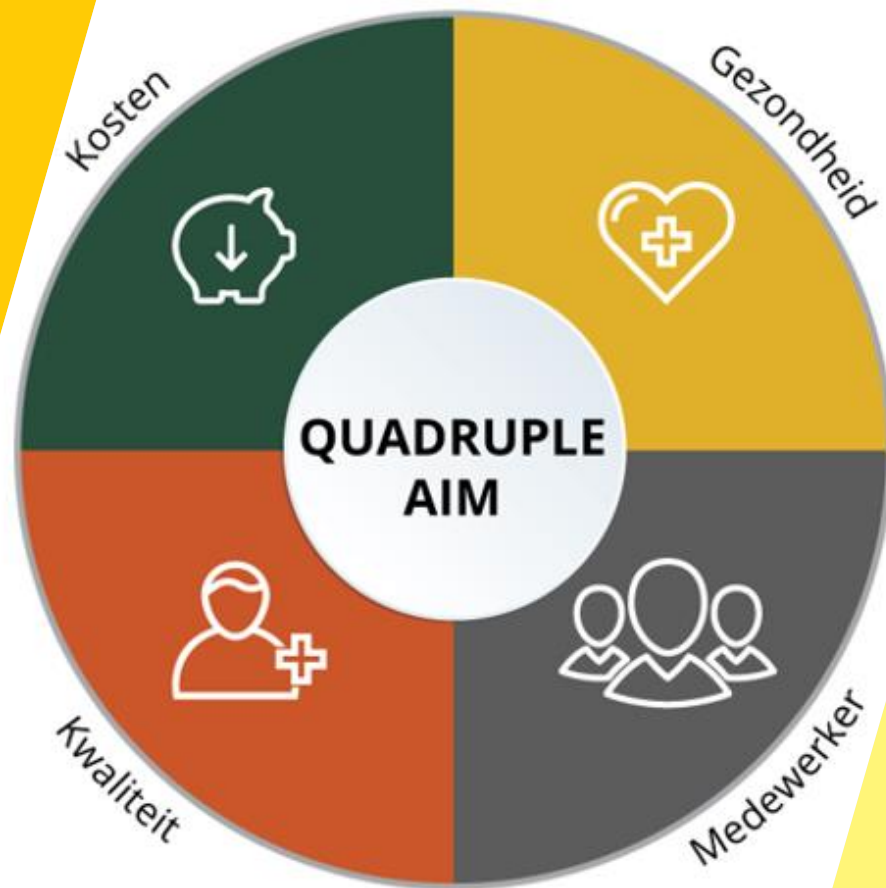 Kosten
Gezondheid
QUADRUPLE
AIM
Kwaliteit
Medewerker